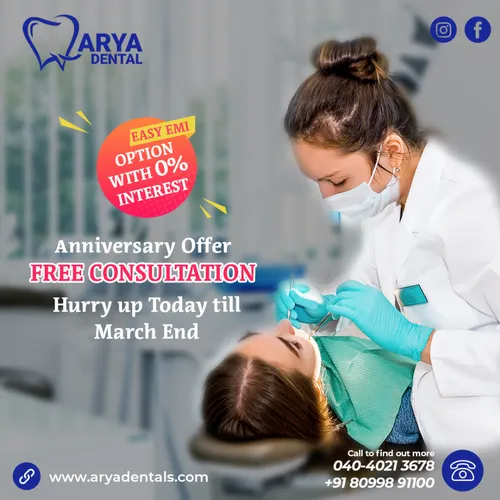 ARYA
DENTAL
EASY EMI
OPTION
WITH 0%
INTEREST
Anniversary Offer
FREE CONSULTATION
Hurry up Today till
March End
www.aryadentals.com
Call to find out more
040-4021 3678
+91 80998 91100